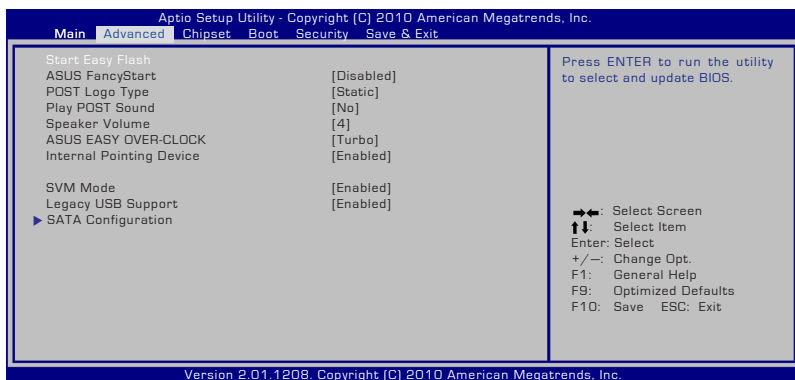 Aptio Setup Utility - Copyright (C) 2010 American Megatrends, Inc.
Main Advanced Chipset Boot Security Save & Exit
Start Easy Flash
ASUS FancyStart [Disabled]
POST Logo Type [Static]
Play POST Sound [No]
Speaker Volume [4]
ASUS EASY OVER-CLOCK [Turbo]
Internal Pointing Device [Enabled]
SVM Mode [Enabled]
Legacy USB Support [Enabled]
SATA Configuration
Press ENTER to run the utility
to select and update BIOS.
→←: Select Screen
↑↓: Select Item
Enter: Select
+/—: Change Opt.
F1: General Help
F9: Optimized Defaults
F10: Save ESC: Exit
Version 2.01.1208. Copyright (C) 2010 American Megatrends, Inc.